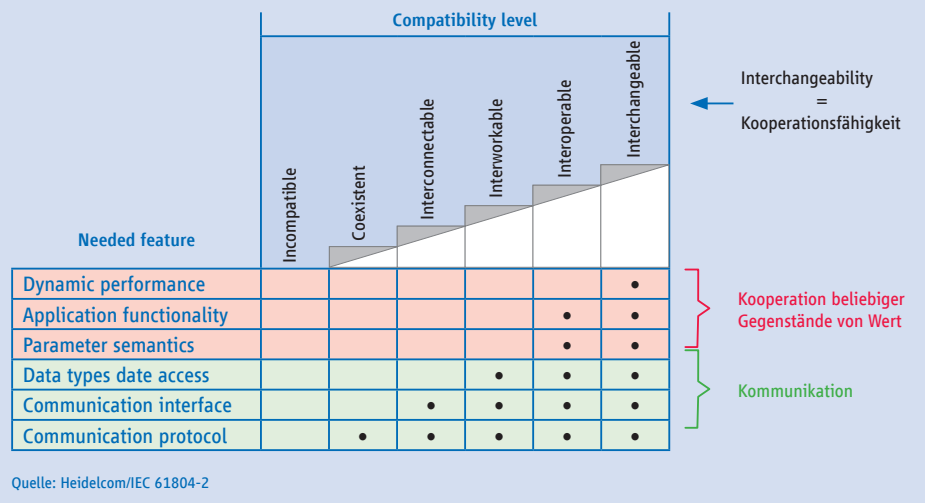 Compatibility level
Incompatible
Coexistent
Interconnectable
Interworkable
Interoperable
Interchangeable
Interchangeability
=
Kooperationsfähigkeit
Needed feature
Dynamic performance
Application functionality
Parameter semantics
Data types date access
Communication interface
Communication protocol
Kooperation beliebiger
Gegenstände von Wert
Kommunikation
Quelle: Heidelcom/IEC 61804-2